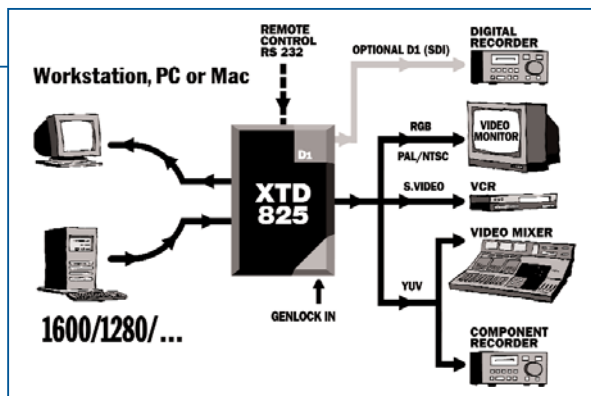 REMOTE
CONTROL
RS 232
DIGITAL
RECORDER
OPTIONAL D1 (SDI)
Workstation, PC or Mac
D1
XTD
825
RGB
PAL/NTSC
VIDEO
MONITOR
S.VIDEO
VCR
VIDEO MIXER
YUV
GENLOCK IN
1600/1280/...
COMPONENT
RECORDER